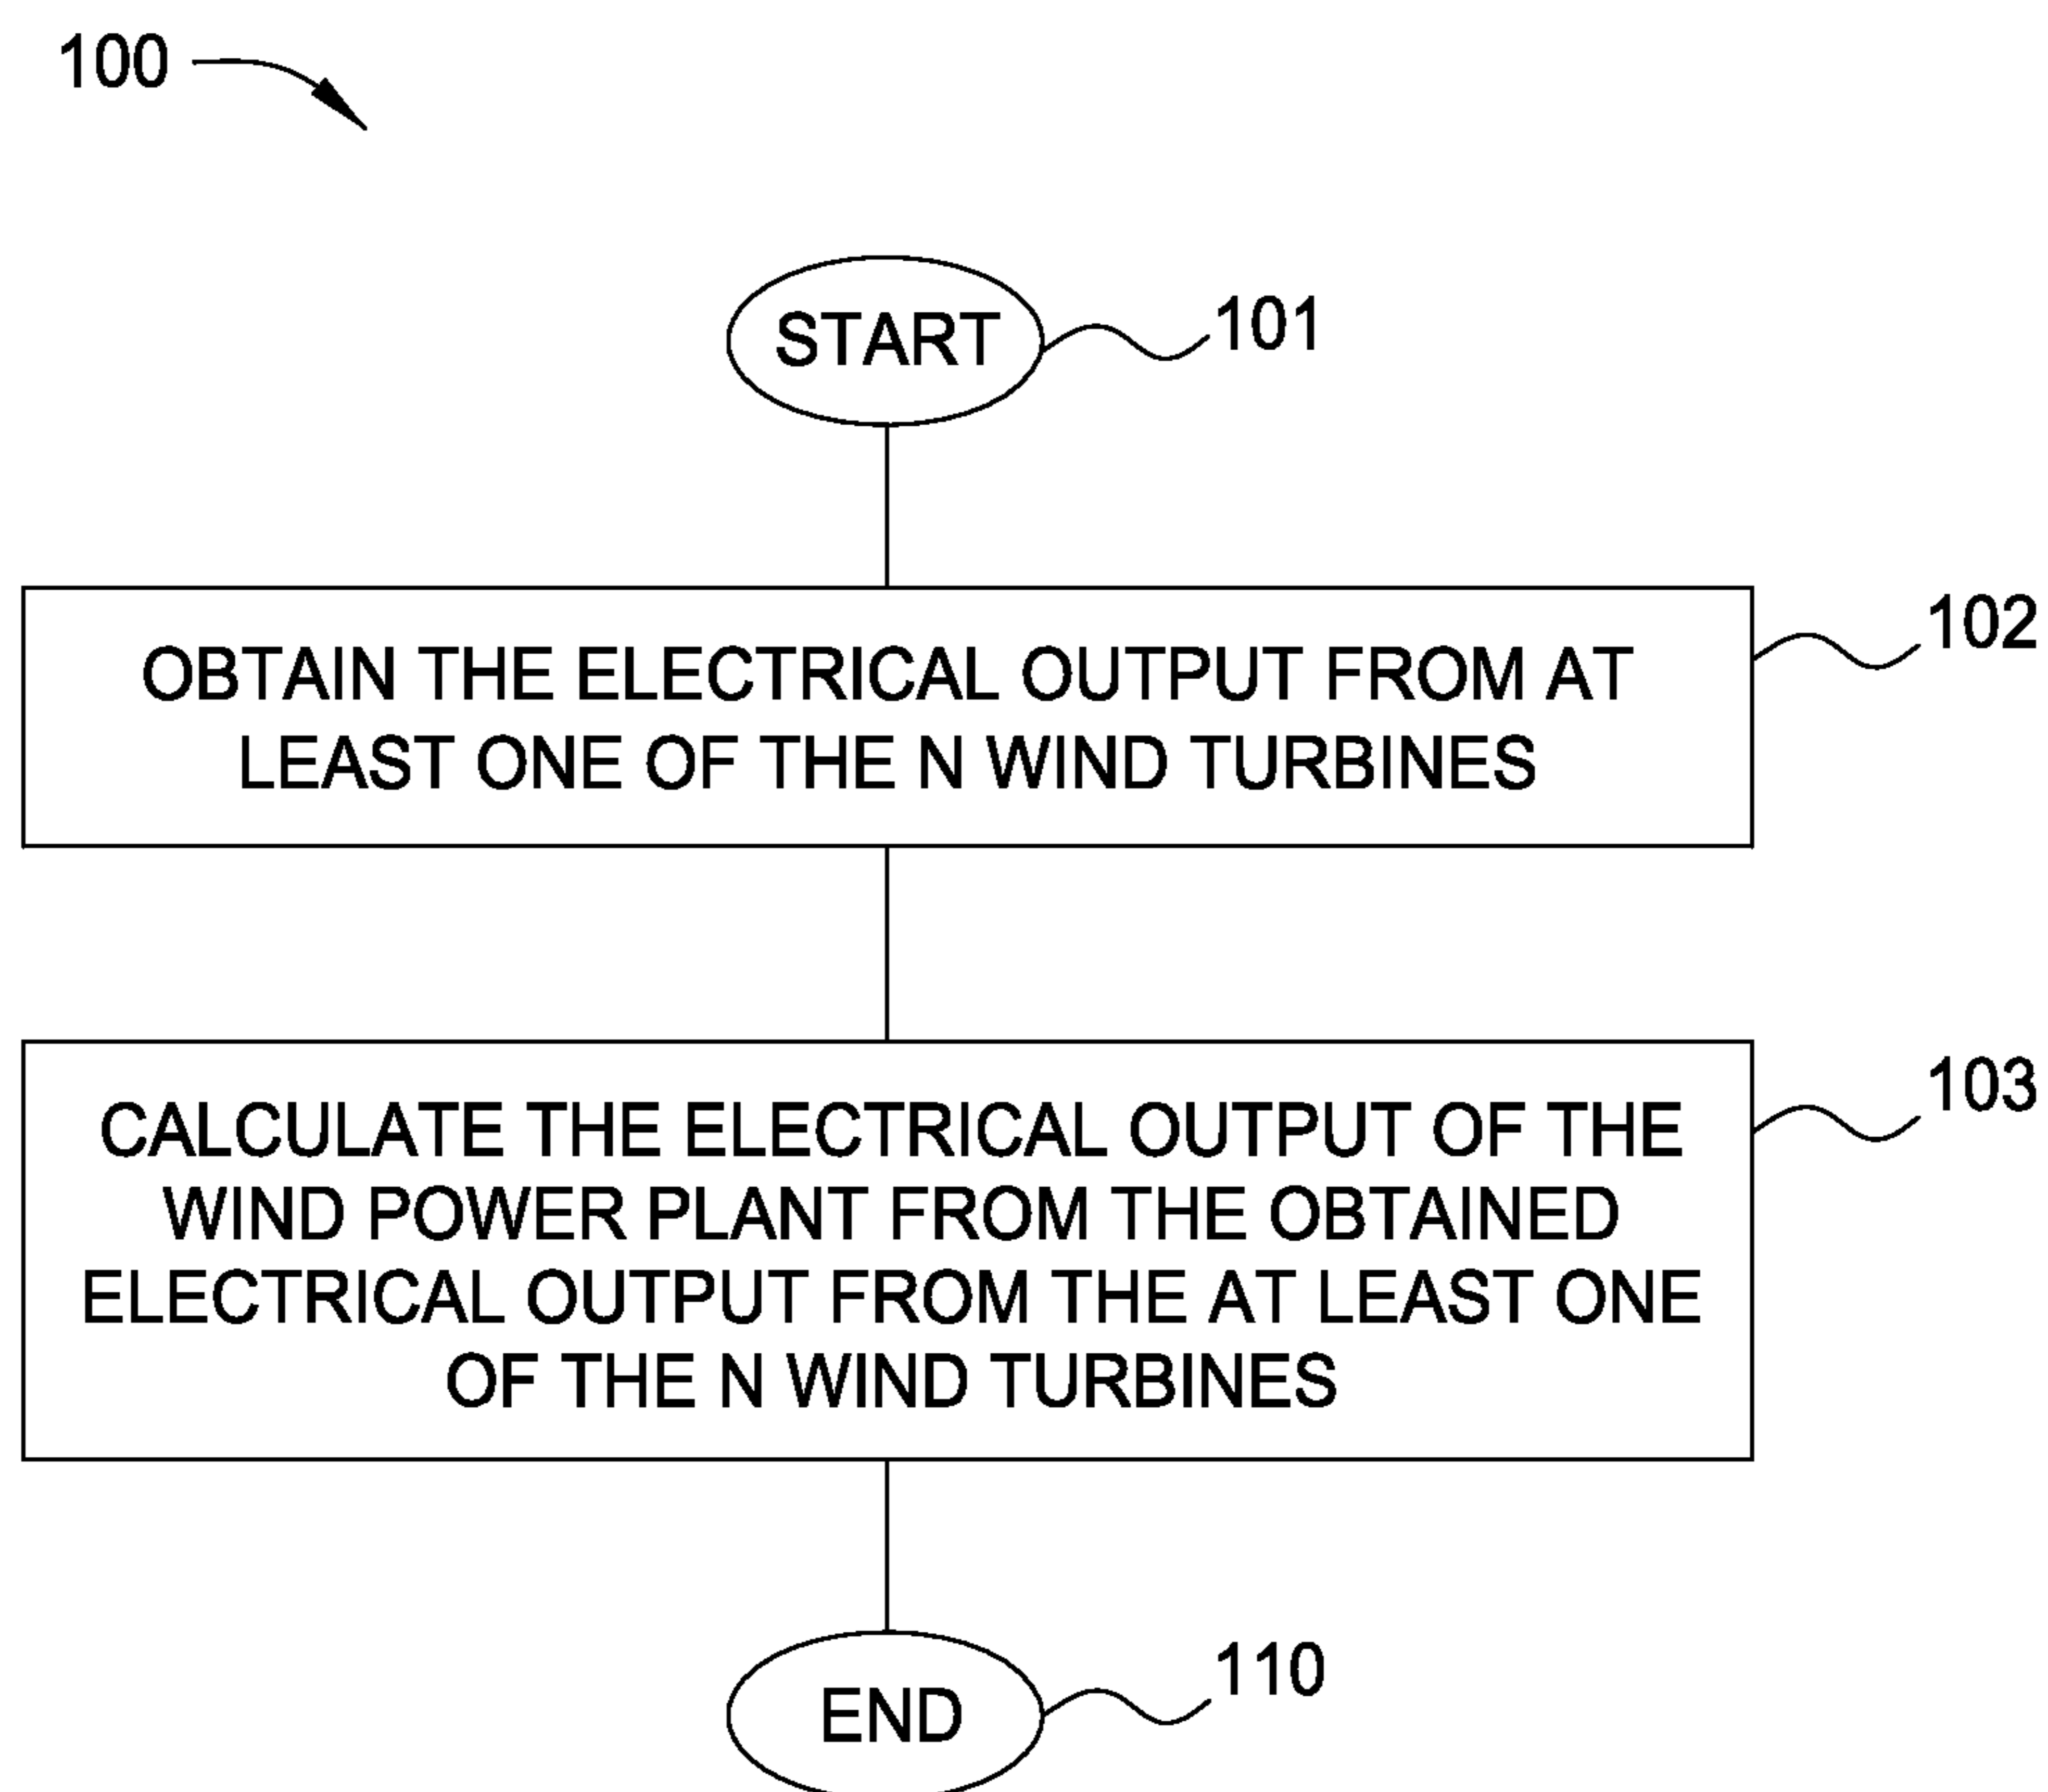 100
START
101
OBTAIN THE ELECTRICAL OUTPUT FROM AT
LEAST ONE OF THE N WIND TURBINES
102
CALCULATE THE ELECTRICAL OUTPUT OF THE
WIND POWER PLANT FROM THE OBTAINED
ELECTRICAL OUTPUT FROM THE AT LEAST ONE
OF THE N WIND TURBINES
103
END
110